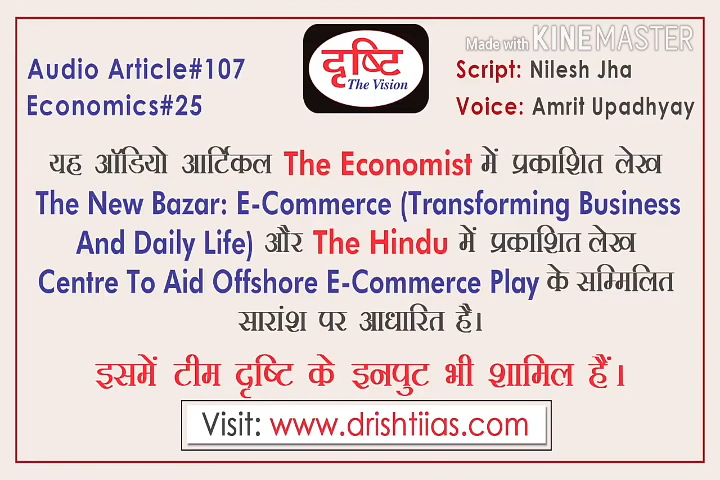 Made with KINEMASTER
Audio Article#107
Economics#25
दृष्टि
The Vision
Script: Nilesh Jha
Voice: Amrit Upadhyay
यह ऑडियो आर्टिकल The Economist में प्रकाशित लेख
The New Bazar: E-Commerce (Transforming Business
And Daily Life) और The Hindu में प्रकाशित लेख
Centre To Aid Offshore E-Commerce Play के सम्मिलित
सारांश पर आधारित है।
इसमें टीम दृष्टि के इनपुट भी शामिल हैं।
Visit: www.drishtiias.com